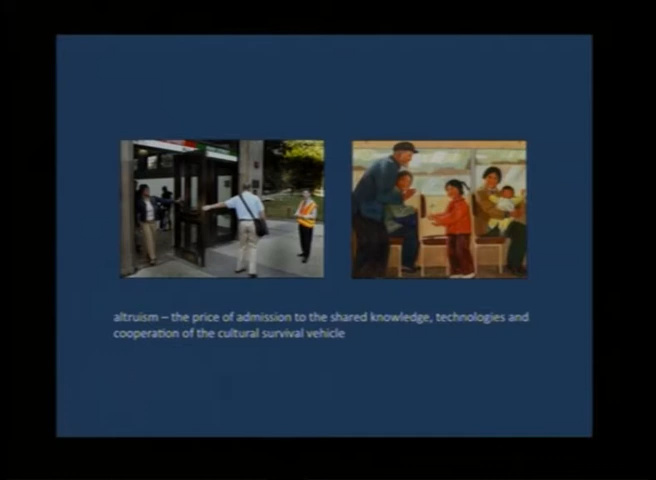 altruism – the price of admission to the shared knowledge, technologies and
cooperation of the cultural survival vehicle